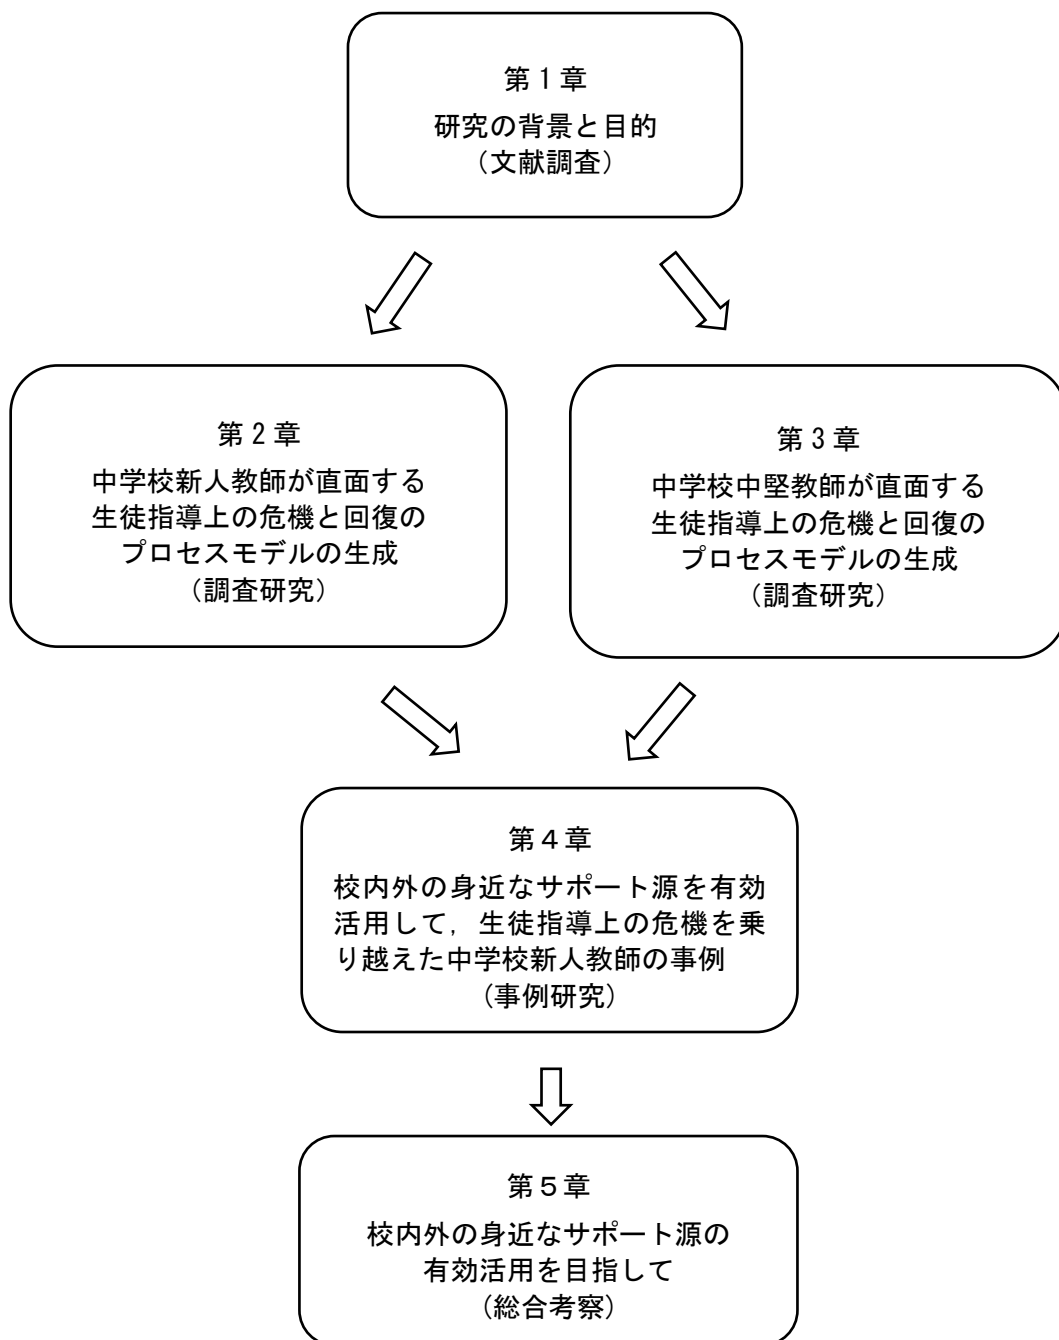 第1章
研究の背景と目的
（文献調査）
第2章
中学校新人教師が直面する
生徒指導上の危機と回復の
プロセスモデルの生成
（調査研究）
第3章
中学校中堅教師が直面する
生徒指導上の危機と回復の
プロセスモデルの生成
（調査研究）
第４章
校内外の身近なサポート源を有効
活用して，生徒指導上の危機を乗
り越えた中学校新人教師の事例
（事例研究）
第５章
校内外の身近なサポート源の
有効活用を目指して
（総合考察）